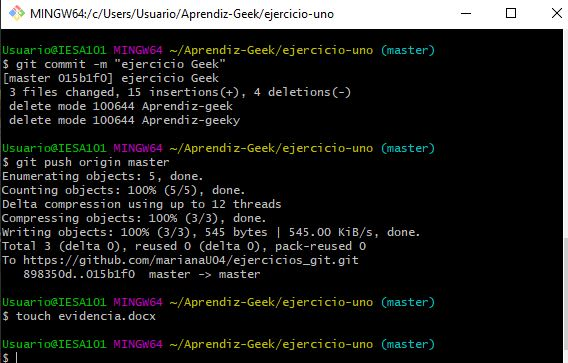 MINGW64:/c/Users/Usuario/Aprendiz-Geek/ejercicio-uno
Usuario@IESA101 MINGW64 ~/Aprendiz-Geek/ejercicio-uno (master)
$ git commit -m "ejercicio Geek"
[master 015b1f0] ejercicio Geek
 3 files changed, 15 insertions(+), 4 deletions(-)
 delete mode 100644 Aprendiz-geek
 delete mode 100644 Aprendiz-geeky
Usuario@IESA101 MINGW64 ~/Aprendiz-Geek/ejercicio-uno (master)
$ git push origin master
Enumerating objects: 5, done.
Counting objects: 100% (5/5), done.
Delta compression using up to 12 threads
Compressing objects: 100% (3/3), done.
Writing objects: 100% (3/3), 545 bytes | 545.00 KiB/s, done.
Total 3 (delta 0), reused 0 (delta 0), pack-reused 0
To https://github.com/marianaU04/ejercicios_git.git
   898350d..015b1f0  master -> master
Usuario@IESA101 MINGW64 ~/Aprendiz-Geek/ejercicio-uno (master)
$ touch evidencia.docx
Usuario@IESA101 MINGW64 ~/Aprendiz-Geek/ejercicio-uno (master)
$